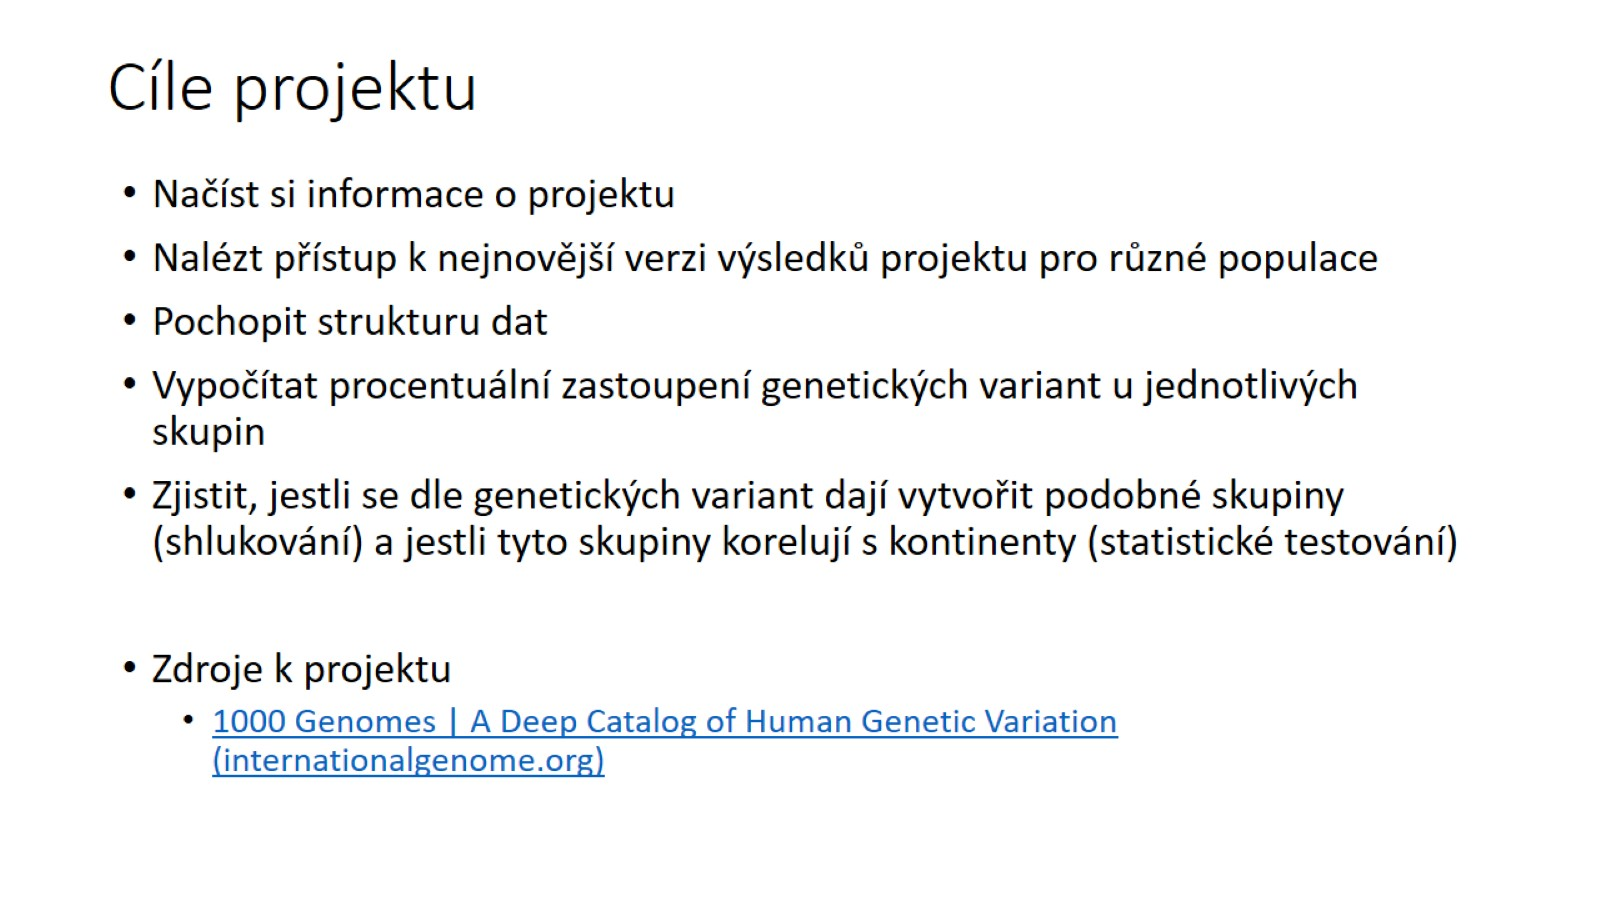 Cíle projektu
• Načíst si informace o projektu
• Nalézt přístup k nejnovější verzi výsledků projektu pro různé populace
• Pochopit strukturu dat
• Vypočítat procentuální zastoupení genetických variant u jednotlivých
skupin
• Zjistit, jestli se dle genetických variant dají vytvořit podobné skupiny
(shlukování) a jestli tyto skupiny korelují s kontinenty (statistické testování)
• Zdroje k projektu
• 1000 Genomes | A Deep Catalog of Human Genetic Variation
(internationalgenome.org)